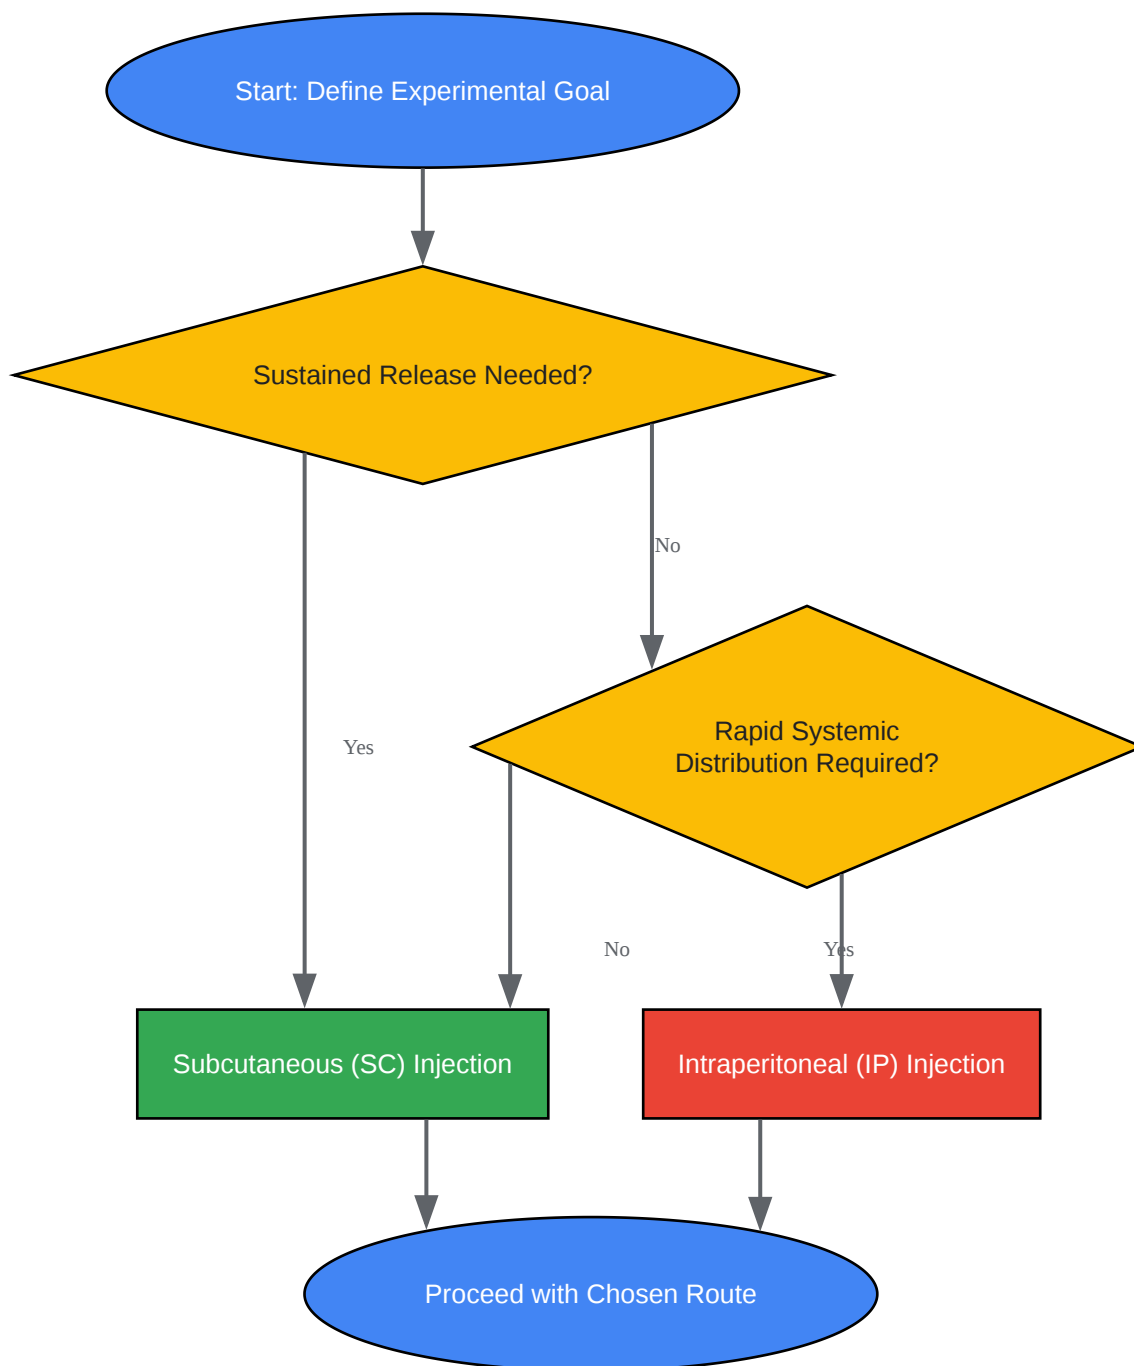 Start: Define Experimental Goal
Sustained Release Needed?
No
Rapid Systemic
Distribution Required?
Yes
No
Yes
Subcutaneous (SC) Injection
Intraperitoneal (IP) Injection
Proceed with Chosen Route